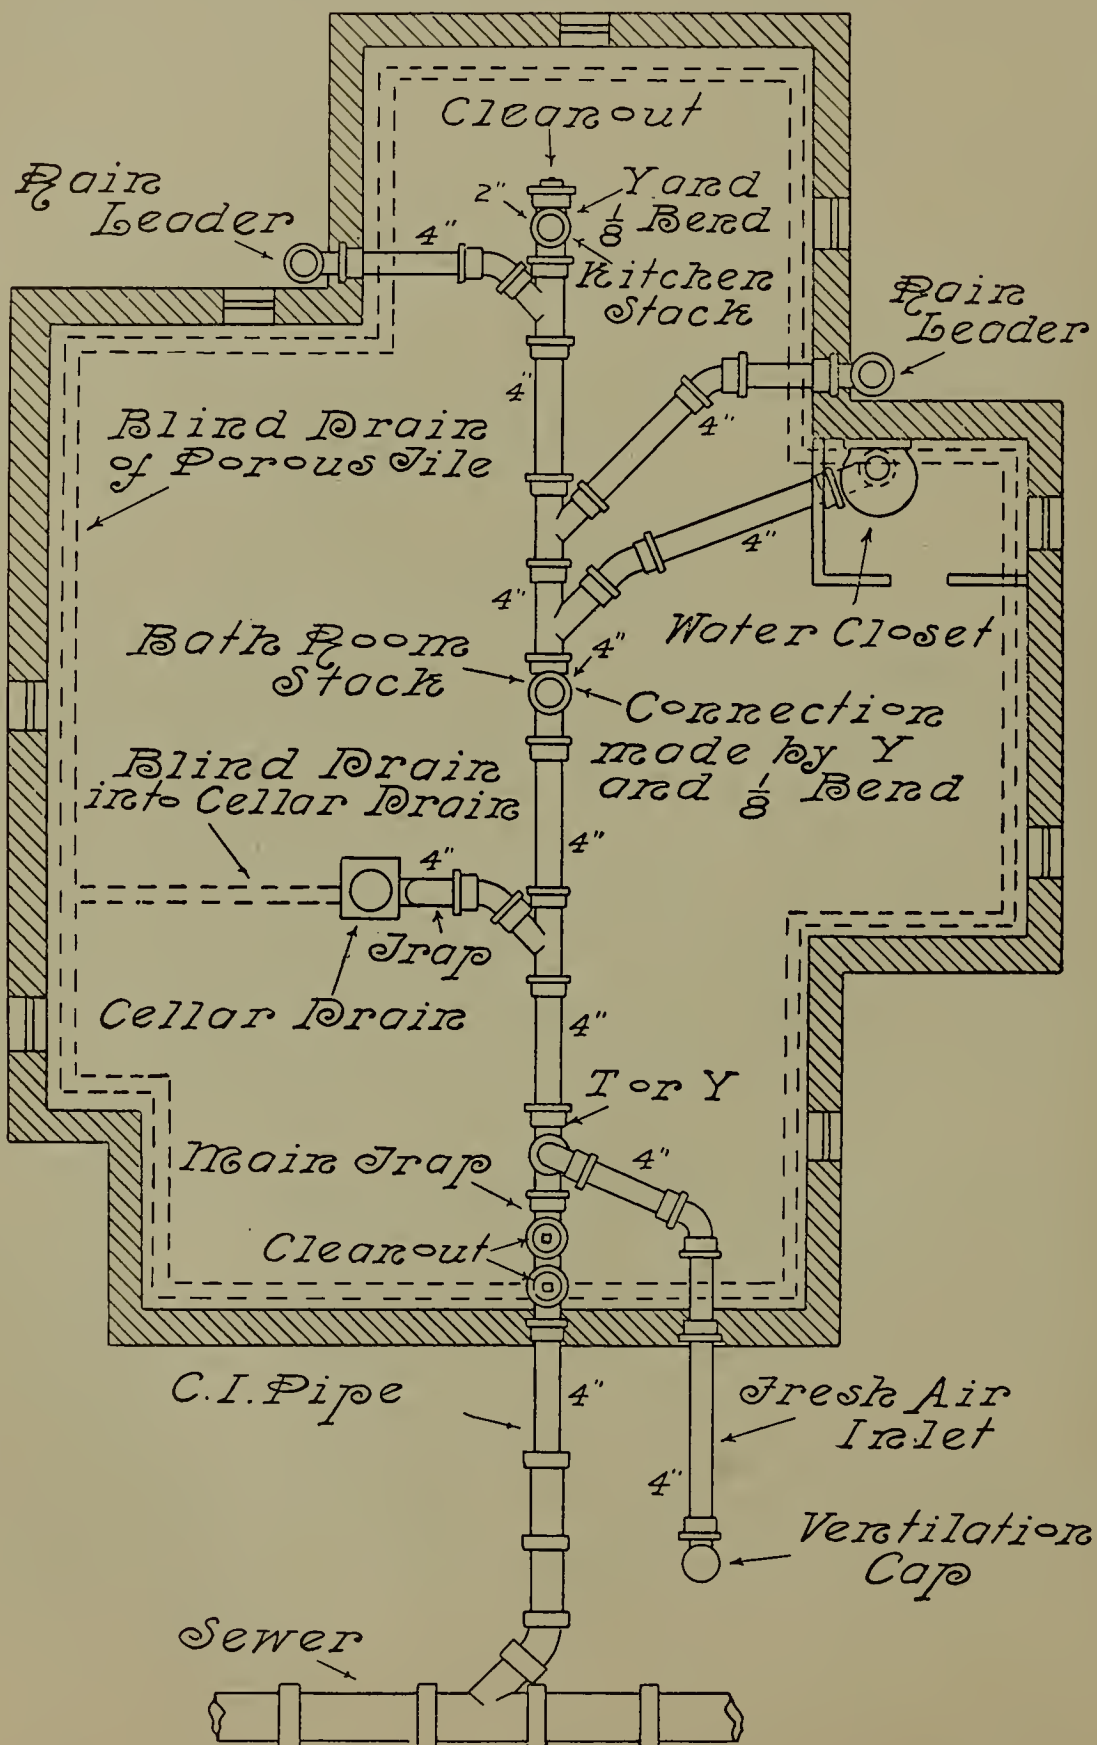 Cleanout
Rain
Leader
4"
2"
Y and
1/8 Bend
Kitchen
Stack
Rain
Leader
4"
4"
Blind Drain
of Porous Tile
4"
4"
Water Closet
Bath Room
Stack
4"
Connection
made by Y
and 1/8 Bend
Blind Drain
into Cellar Drain
4"
4"
Trap
Cellar Drain
4"
T or Y
Main Trap
4"
Cleanout
C.I. Pipe
4"
Fresh Air
Inlet
4"
Ventilation
Cap
Sewer